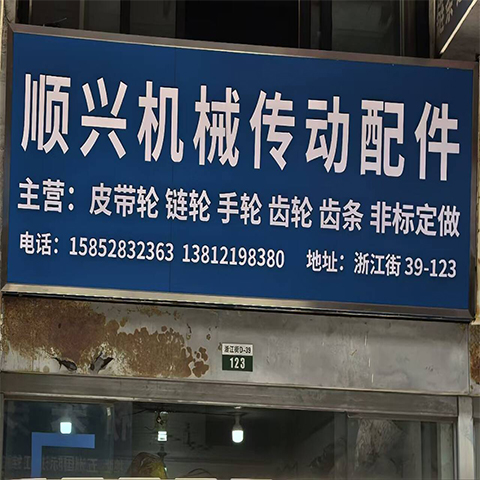 顺兴机械传动配件
主营：皮带轮 链轮 手轮 齿轮 齿条 非标定做
电话：15852832363 13812198380 地址：浙江街 39-123
浙江街D-39
123